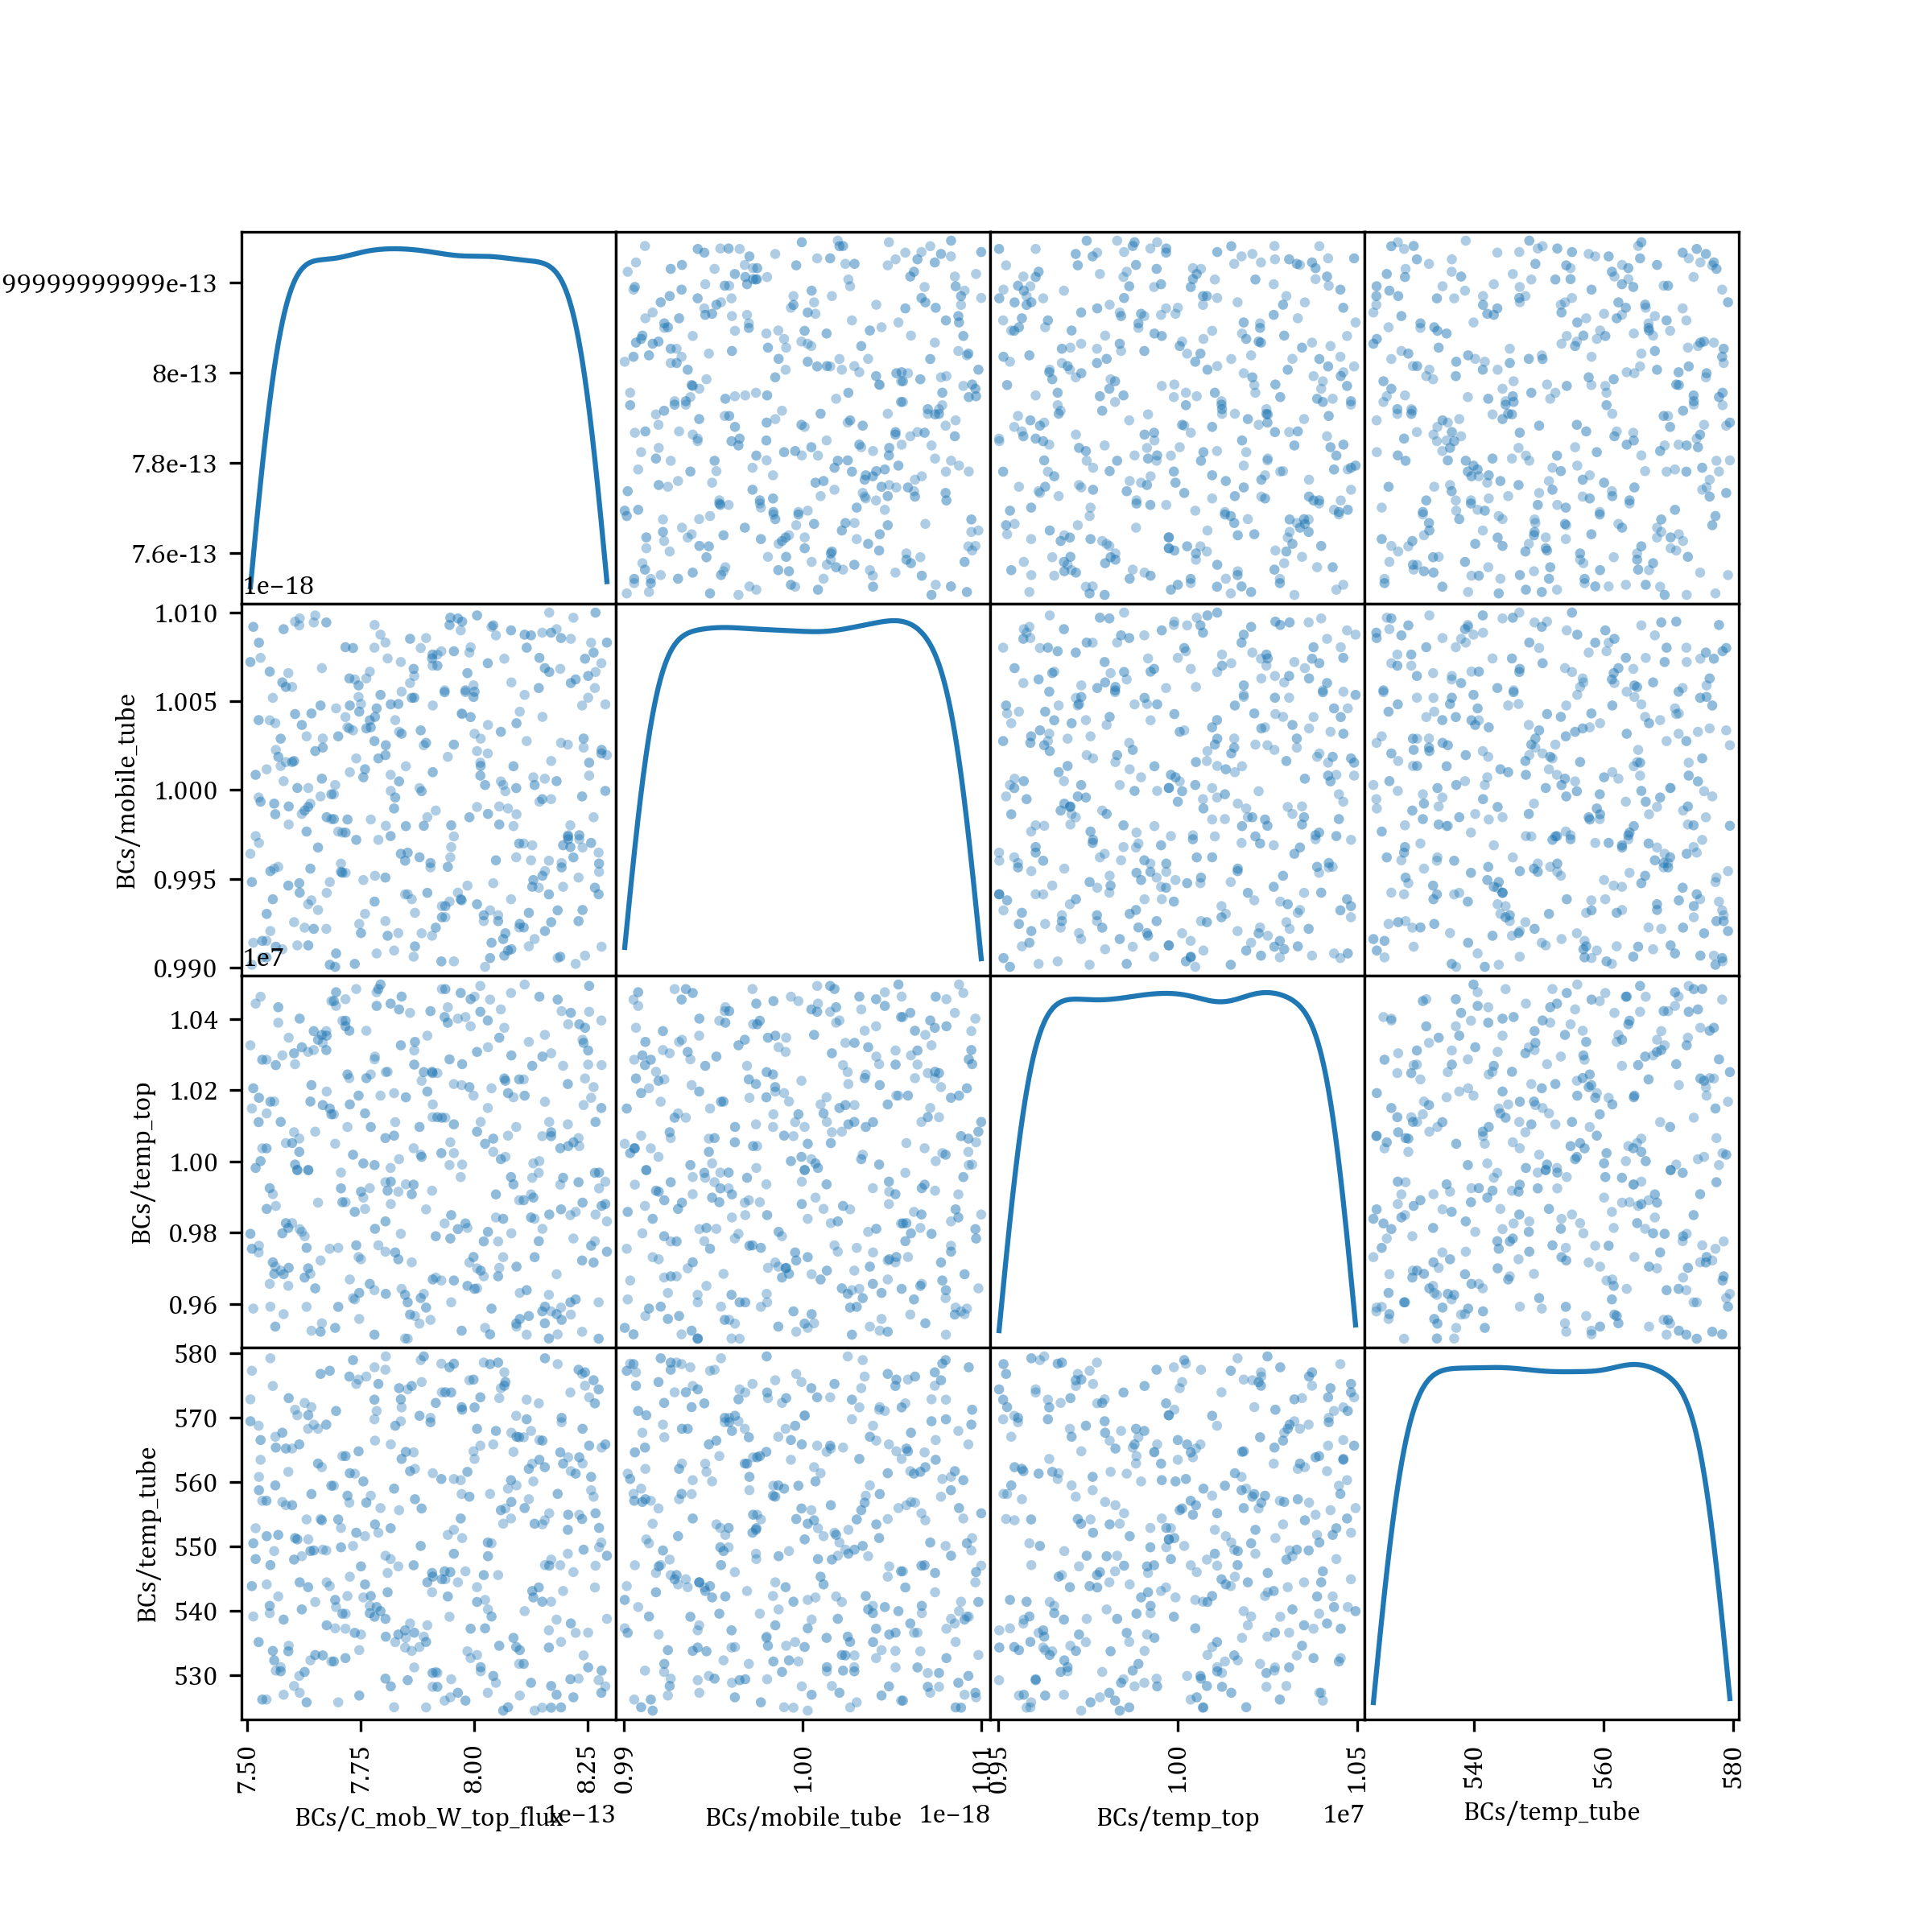 99999999999e-13
8e-13
7.8e-13
7.6e-13
1e−18
1.010
1.005
1.000
0.995
0.990
BCs/mobile_tube
1e7
1.04
1.02
1.00
0.98
0.96
BCs/temp_top
580
570
560
550
540
530
BCs/temp_tube
7.50
7.75
8.00
8.25
0.99
1.00
1.01
0.95
1.00
1.05
540
560
580
BCs/C_mob_W_top_flux
1e−13
BCs/mobile_tube
1e−18
BCs/temp_top
1e7
BCs/temp_tube